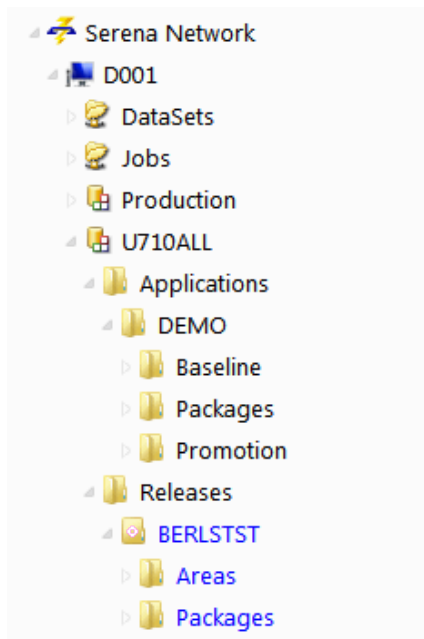 Serena Network
D001
DataSets
Jobs
Production
U710ALL
Applications
DEMO
Baseline
Packages
Promotion
Releases
BERLSTST
Areas
Packages